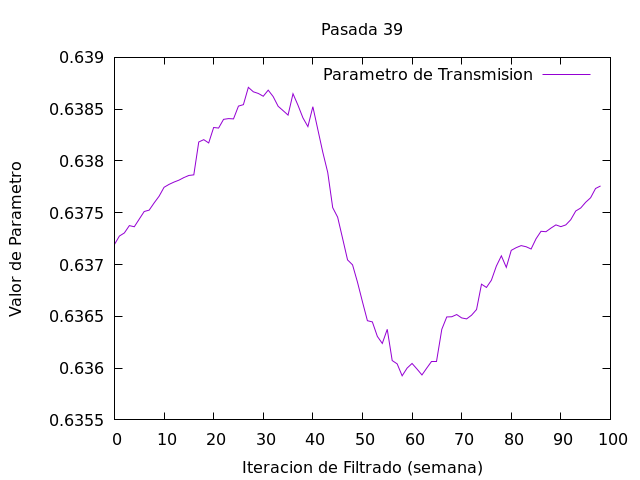 Pasada 39
Parametro de Transmision
0.639
0.6385
0.638
0.6375
0.637
0.6365
0.636
0.6355
Valor de Parametro
0 10 20 30 40 50 60 70 80 90 100
Iteracion de Filtrado (semana)